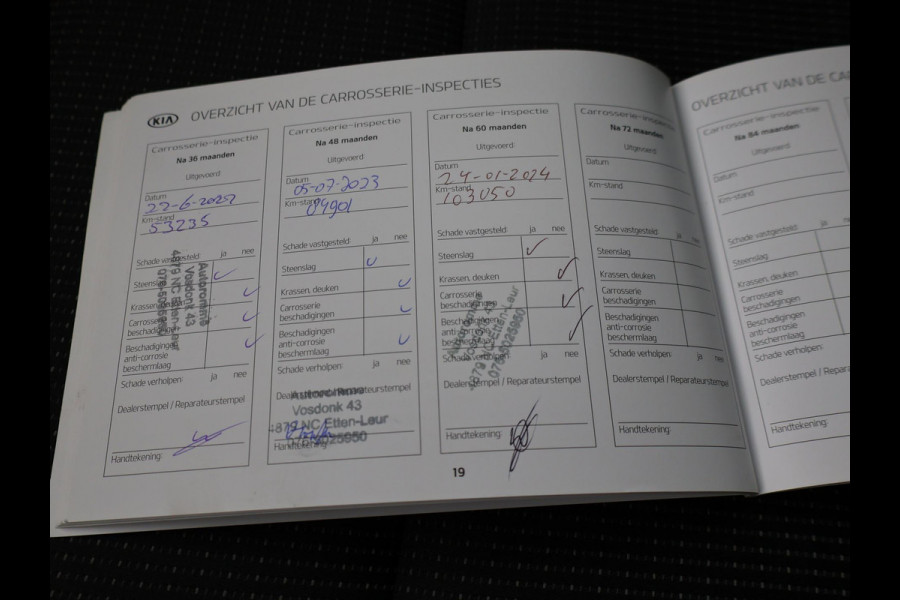 KIA OVERZICHT VAN DE CARROSSERIE-INSPECTIES
Carrosserie-inspectie
Na 36 maanden
Uitgevoerd
Datum
Km-stand
53235
Schade vastgesteld: ja nee
Steenslag
Krassen, deuken
Carrosserie
beschadigingen
Beschadigingen
anti-corrosie
beschermlaag
Schade verholpen: ja nee
Dealerstempel / Reparateurstempel
Vosdonk 43
Handtekening:
Carrosserie-inspectie
Na 48 maanden
Uitgevoerd
Datum
05-07-2023
Km-stand
84901
Schade vastgesteld: ja nee
Steenslag
Krassen, deuken
Carrosserie
beschadigingen
Beschadigingen
anti-corrosie
beschermlaag
Schade verholpen: ja nee
Dealerstempel / Reparateurstempel
Vosdonk 43
4879 NC Etten-Leur
Handtekening:
Carrosserie-inspectie
Na 60 maanden
Uitgevoerd
Datum
24-01-2024
Km-stand
103050
Schade vastgesteld: ja nee
Steenslag
Krassen, deuken
Carrosserie
beschadigingen
Beschadigingen
anti-corrosie
beschermlaag
Schade verholpen: ja nee
4879 NC Etten-Leur
Dealerstempel / Reparateurstempel
Handtekening:
Carrosserie-inspectie
Na 72 maanden
Uitgevoerd
Datum
Km-stand
Schade vastgesteld: ja nee
Steenslag
Krassen, deuken
Carrosserie
beschadigingen
Beschadigingen
anti-corrosie
beschermlaag
Schade verholpen: ja nee
Dealerstempel / Reparateurstempel
Handtekening:
19
OVERZICHT VAN DE
Carrosserie-inspectie
Na 84 maanden
Uitgevoerd
Datum
Km-stand
Schade vastgesteld: ja
Steenslag
Krassen, deuken
Carrosserie
beschadigingen
Beschadigingen
anti-corrosie
beschermlaag
Schade verholpen: ja
Dealerstempel
Handtekening: